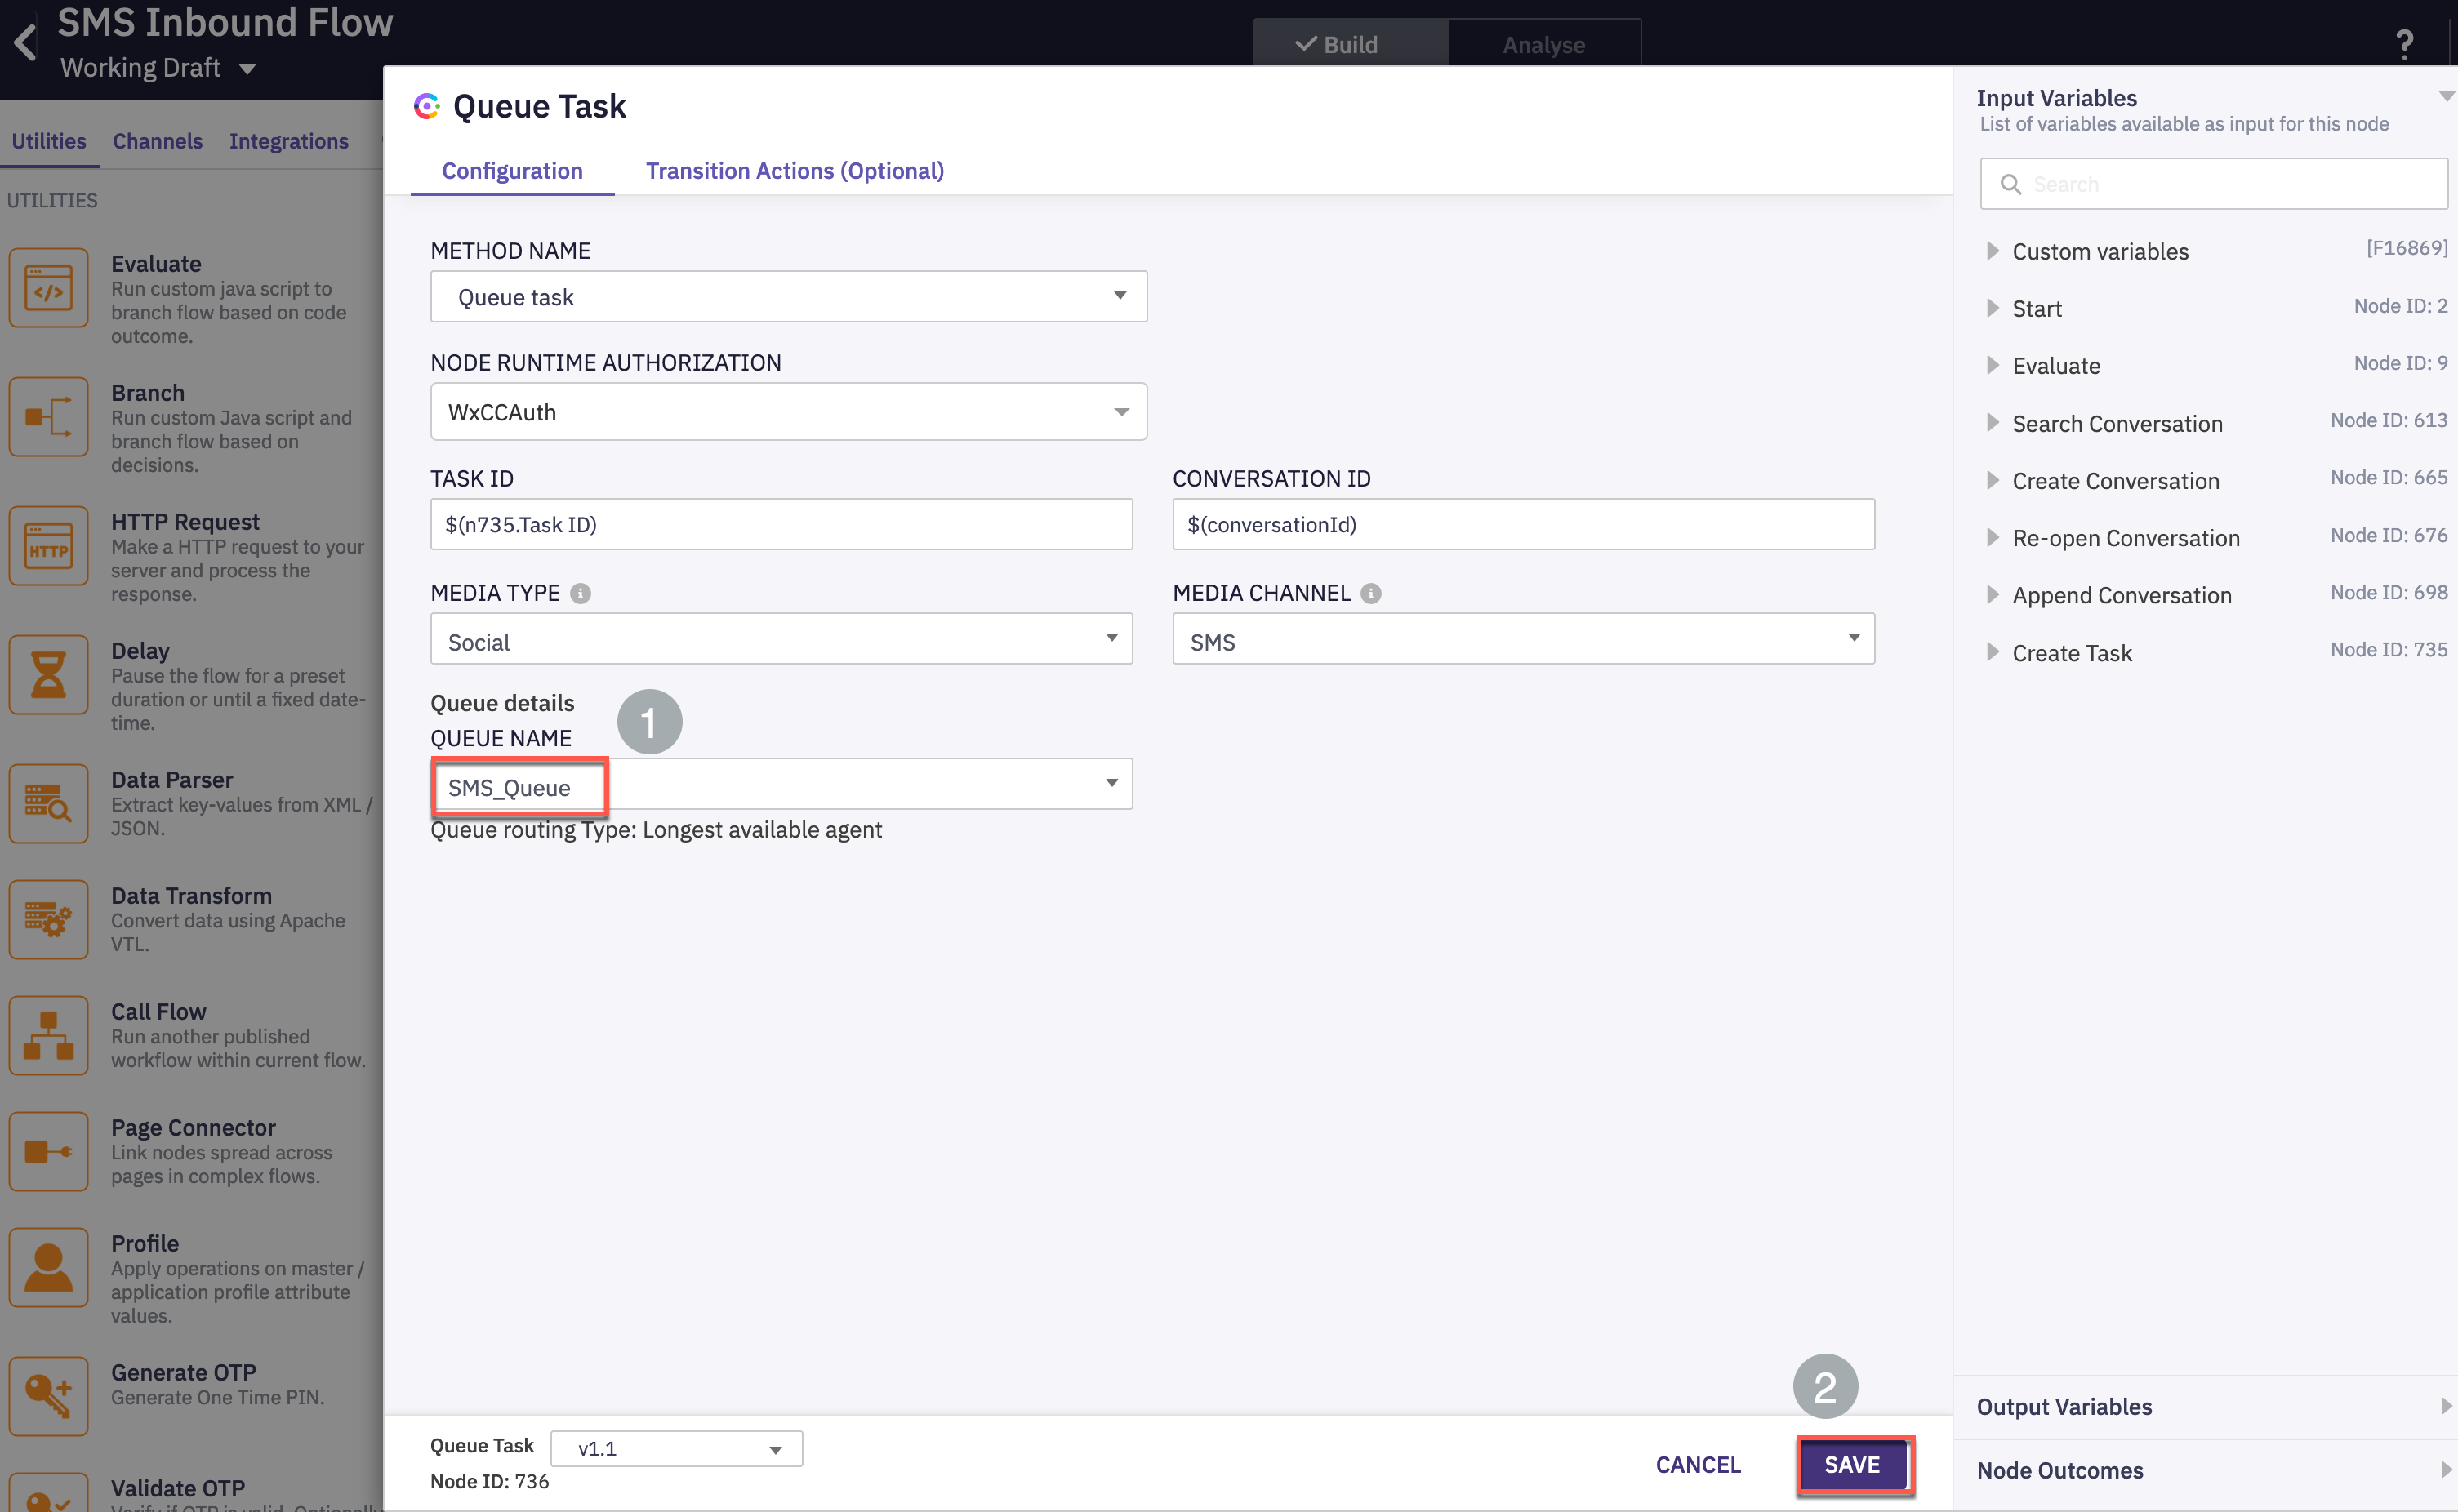 SMS Inbound Flow
Working Draft
Build
Analyse
?
Utilities
Channels
Integrations
UTILITIES
Evaluate
Run custom java script to
branch flow based on code
outcome.
Branch
Run custom Java script and
branch flow based on
decisions.
HTTP
HTTP Request
Make a HTTP request to your
server and process the
response.
Delay
Pause the flow for a preset
duration or until a fixed date-
time.
Data Parser
Extract key-values from XML /
JSON.
Data Transform
Convert data using Apache
VTL.
Call Flow
Run another published
workflow within current flow.
Page Connector
Link nodes spread across
pages in complex flows.
Profile
Apply operations on master /
application profile attribute
values.
Generate OTP
Generate One Time PIN.
Validate OTP
Verify if OTP is valid. Optionally
Queue Task
Configuration
Transition Actions (Optional)
METHOD NAME
Queue task
NODE RUNTIME AUTHORIZATION
WxCCAuth
TASK ID
$(n735.Task ID)
CONVERSATION ID
$(conversationId)
MEDIA TYPE
Social
MEDIA CHANNEL
SMS
Queue details
1
QUEUE NAME
SMS_Queue
Queue routing Type: Longest available agent
Queue Task
v1.1
Node ID: 736
CANCEL
2
SAVE
Input Variables
List of variables available as input for this node
Search
Custom variables [F16869]
Start Node ID: 2
Evaluate Node ID: 9
Search Conversation Node ID: 613
Create Conversation Node ID: 665
Re-open Conversation Node ID: 676
Append Conversation Node ID: 698
Create Task Node ID: 735
Output Variables
Node Outcomes